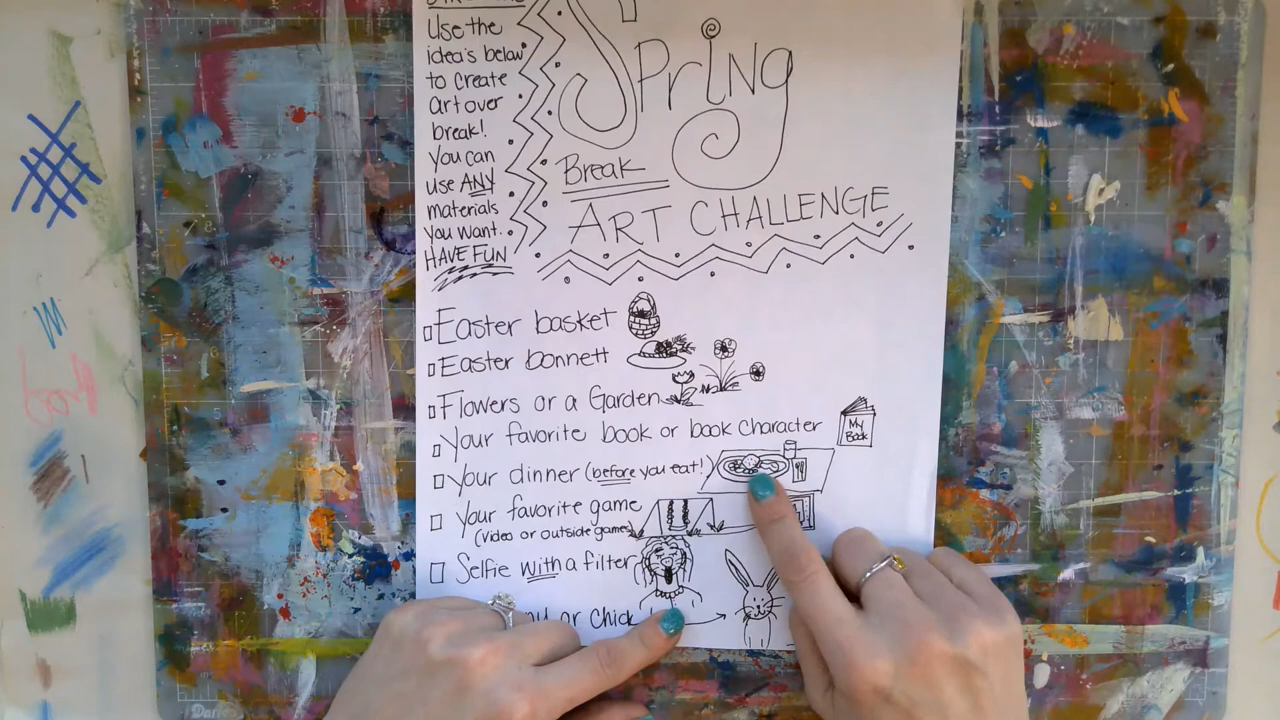 Use the
idea's below
to create
art over
break!
You can
use ANY
materials
you want.
HAVE FUN
Spring
Break
ART CHALLENGE
Easter basket
Easter bonnett
Flowers or a Garden
Your favorite book or book character
My
Book
Your dinner (before you eat!)
Your favorite game
(Video or outside games)
Selfie with a filter
or chick